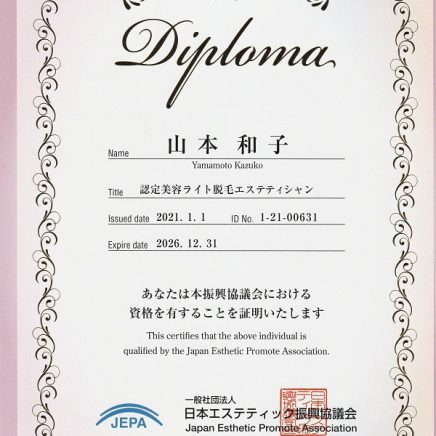 Diploma
Name 山本 和子
Yamamoto Kazuko
Title 認定美容ライト脱毛エステティシャン
Issued date 2021. 1. 1 ID No. 1-21-00631
Expire date 2026. 12. 31
あなたは本振興協議会における
資格を有することを証明いたします
This certifies that the above individual is
qualified by the Japan Esthetic Promote Association.
一般社団法人
JEPA 日本エステティック振興協議会
Japan Esthetic Promote Association